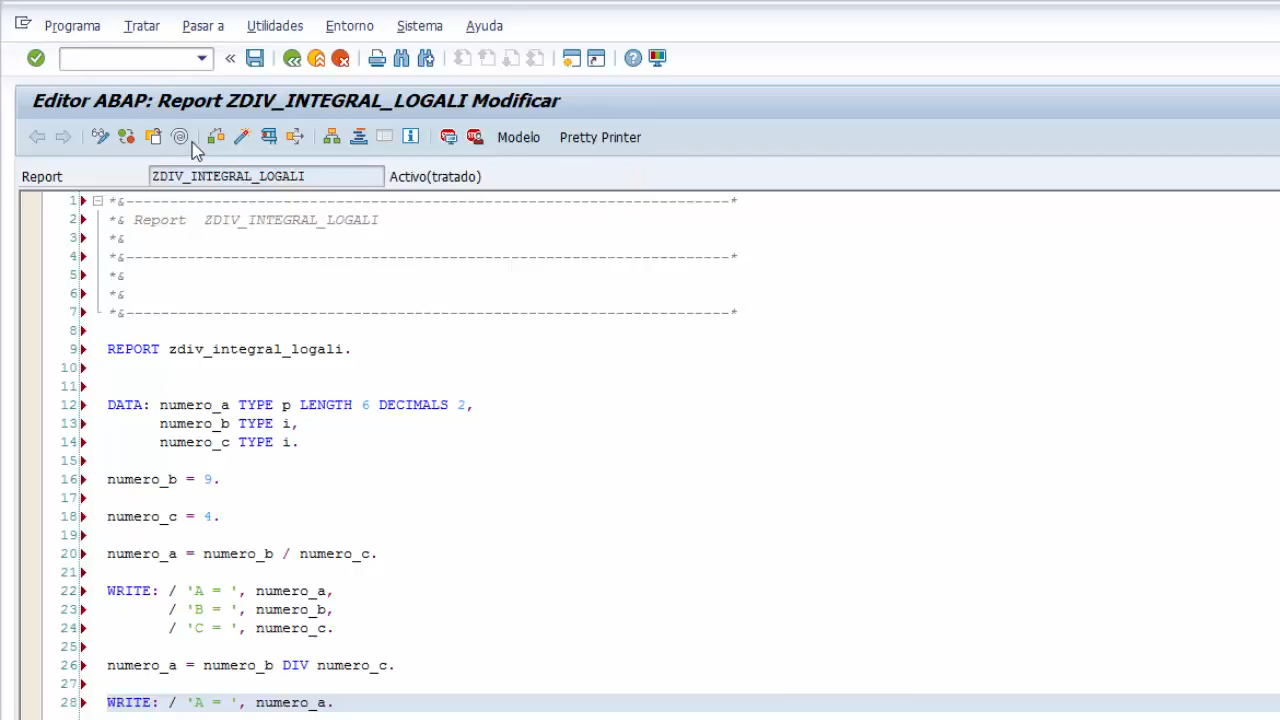 Programa Tratar Pasar a Utilidades Entorno Sistema Ayuda
Editor ABAP: Report ZDIV_INTEGRAL_LOGALI Modificar
Modelo Pretty Printer
Report ZDIV_INTEGRAL_LOGALI Activo(tratado)
1 *&---------------------------------------------------------------------*
2 *& Report  ZDIV_INTEGRAL_LOGALI
3 *&
4 *&---------------------------------------------------------------------*
5 *&
6 *&
7 *&---------------------------------------------------------------------*
8
9 REPORT zdiv_integral_logali.
10
11
12 DATA: numero_a TYPE p LENGTH 6 DECIMALS 2,
13       numero_b TYPE i,
14       numero_c TYPE i.
15
16 numero_b = 9.
17
18 numero_c = 4.
19
20 numero_a = numero_b / numero_c.
21
22 WRITE: / 'A = ', numero_a,
23        / 'B = ', numero_b,
24        / 'C = ', numero_c.
25
26 numero_a = numero_b DIV numero_c.
27
28 WRITE: / 'A = ', numero_a.